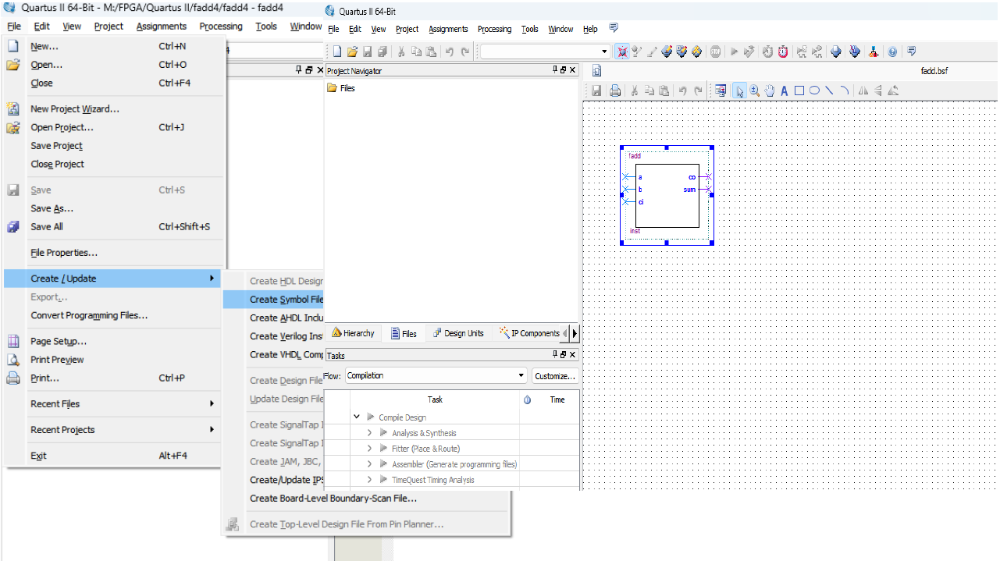 Quartus II 64-Bit - M:/FPGA/Quartus II/fadd4/fadd4 - fadd4
File Edit View Project Assignments Processing Tools Window
4
New... Ctrl+N
Open... Ctrl+O
Close Ctrl+F4
New Project Wizard...
Open Project... Ctrl+J
Save Project
Close Project
Save Ctrl+S
Save As...
Save All Ctrl+Shift+S
File Properties...
Create / Update
Export...
Convert Programming Files...
Page Setup...
Print Preview
Print... Ctrl+P
Recent Files
Recent Projects
Exit Alt+F4
Create HDL Design
Create Symbol File
Create AHDL Inclu
Create Verilog Inst
Create VHDL Comp
Create Design File
Update Design File
Create SignalTap I
Create SignalTap I
Create JAM, JBC,
Create/Update IPS
Create Board-Level Boundary-Scan File...
Create Top-Level Design File From Pin Planner...
Quartus II 64-Bit
File Edit View Project Assignments Processing Tools Window Help
Project Navigator
Files
Hierarchy Files Design Units IP Components
Tasks
Flow: Compilation Customize...
Task Time
Compile Design
Analysis & Synthesis
Fitter (Place & Route)
Assembler (Generate programming files)
TimeQuest Timing Analysis
fadd.bsf
fadd
a co
b sum
ci
inst